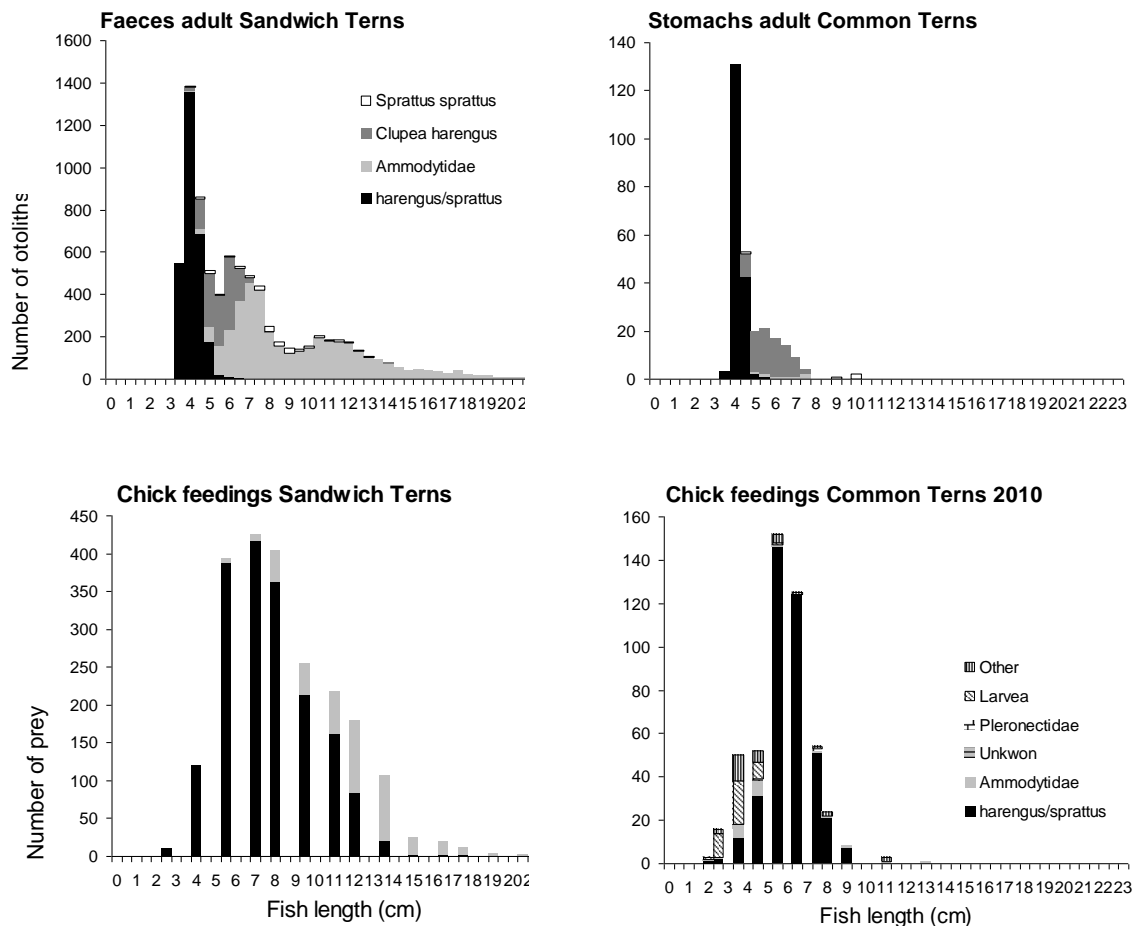 Faeces adult Sandwich Terns
1600
1400
1200
1000
800
600
400
200
0
Number of otoliths
Sprattus sprattus
Clupea harengus
Ammodytidae
harengus/sprattus
0 1 2 3 4 5 6 7 8 9 10 11 12 13 14 15 16 17 18 19 20 21
Stomachs adult Common Terns
140
120
100
80
60
40
20
0
0 1 2 3 4 5 6 7 8 9 10 11 12 13 14 15 16 17 18 19 20 21 22 23
Chick feedings Sandwich Terns
450
400
350
300
250
200
150
100
50
0
Number of prey
0 1 2 3 4 5 6 7 8 9 10 11 12 13 14 15 16 17 18 19 20 2
Fish length (cm)
Chick feedings Common Terns 2010
160
140
120
100
80
60
40
20
0
Other
Larvea
Pleronectidae
Unkwon
Ammodytidae
harengus/sprattus
0 1 2 3 4 5 6 7 8 9 10 11 12 13 14 15 16 17 18 19 20 21 22 23
Fish length (cm)